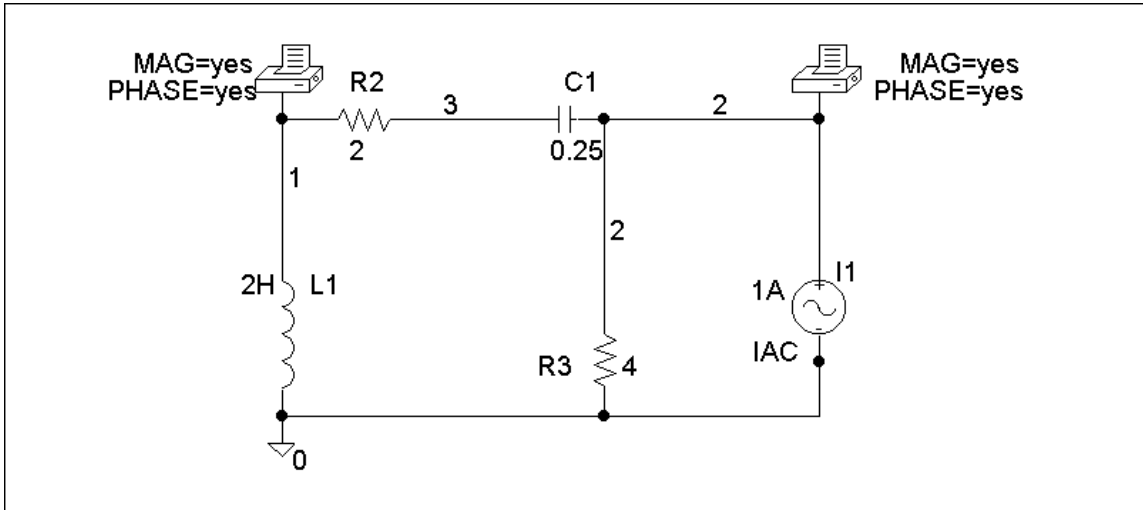 MAG=yes
PHASE=yes
R2
2
3
C1
0.25
2
MAG=yes
PHASE=yes
1
2
2H
L1
R3
4
1A
I1
IAC
0